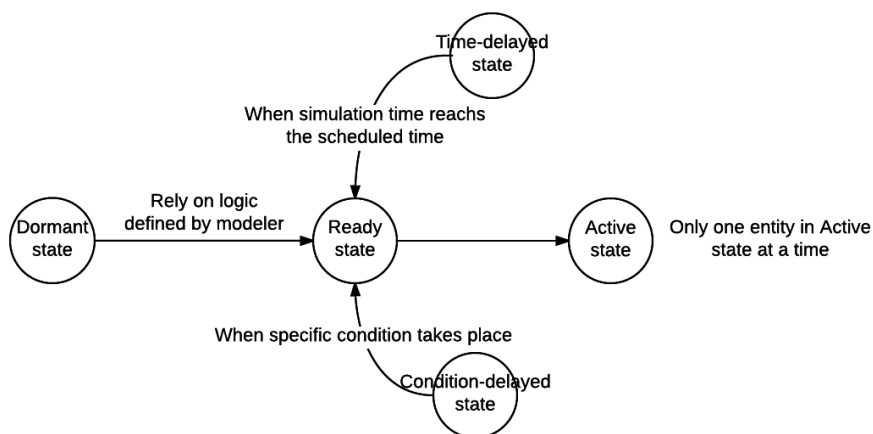 Time-delayed
state
When simulation time reachs
the scheduled time
Rely on logic
defined by modeler
Dormant
state
Ready
state
Active
state
Only one entity in Active
state at a time
When specific condition takes place
Condition-delayed
state